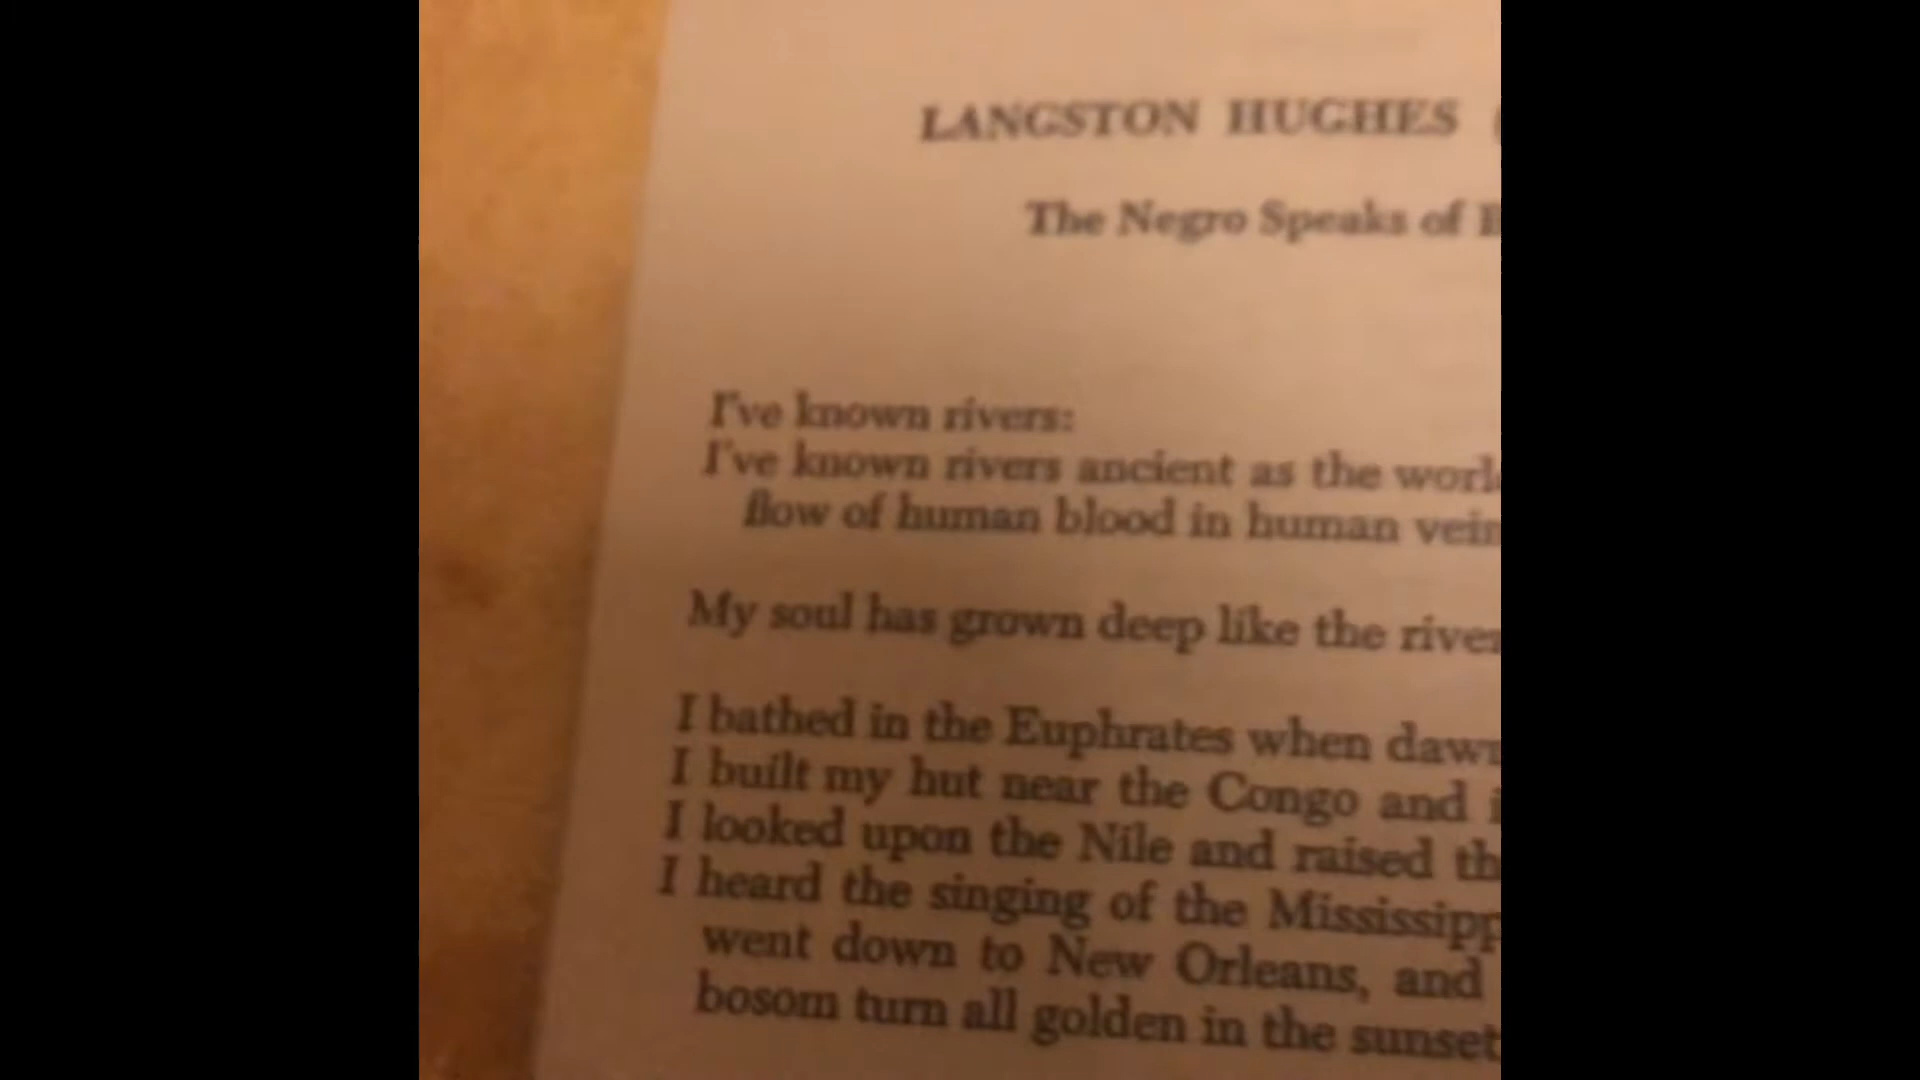 LANGSTON HUGHES (
The Negro Speaks of
I've known rivers:
I've known rivers ancient as the worl
flow of human blood in human vein
My soul has grown deep like the rive
I bathed in the Euphrates when dawn
I built my hut near the Congo and i
I looked upon the Nile and raised th
I heard the singing of the Mississipp
went down to New Orleans, and
bosom turn all golden in the sunset